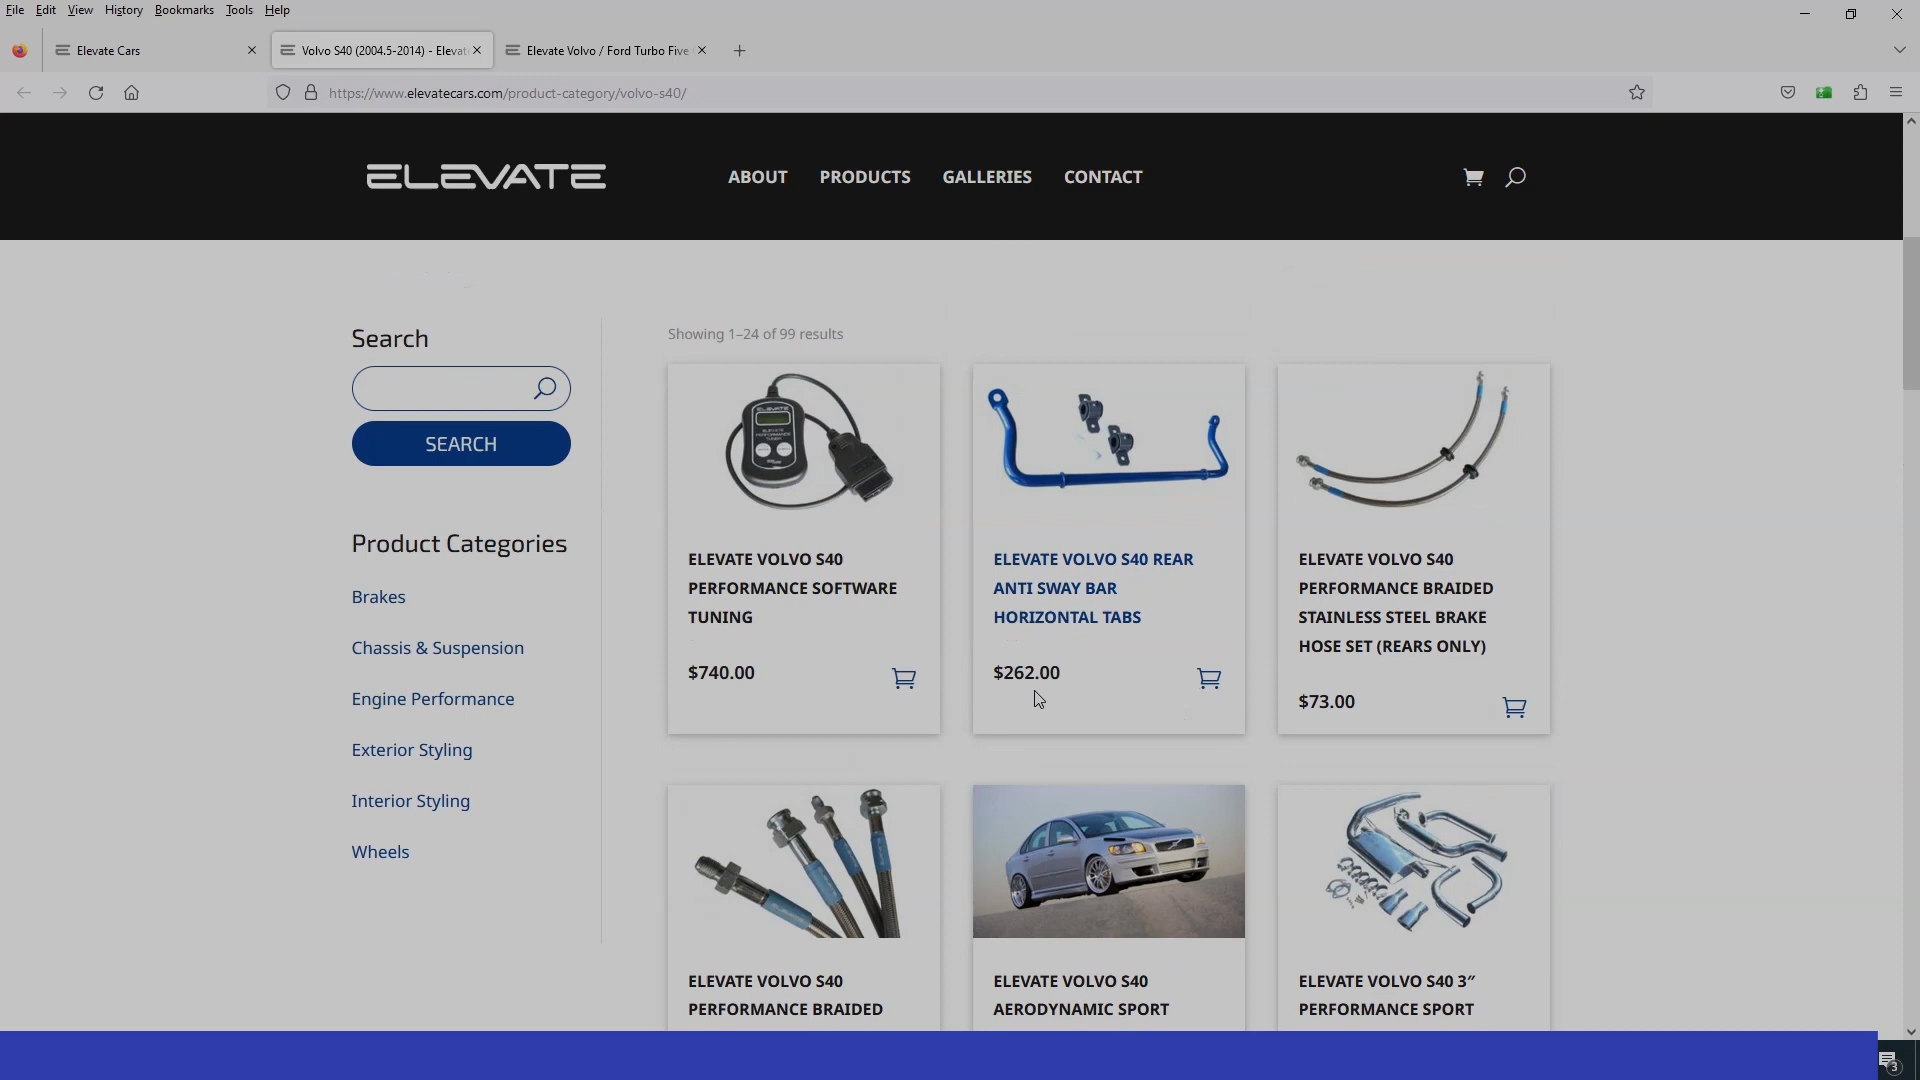 File Edit View History Bookmarks Tools Help
Elevate Cars
Volvo S40 (2004.5-2014) - Elevat
Elevate Volvo / Ford Turbo Five
https://www.elevatecars.com/product-category/volvo-s40/
ELEVATE
ABOUT PRODUCTS GALLERIES CONTACT
Search
SEARCH
Product Categories
Brakes
Chassis & Suspension
Engine Performance
Exterior Styling
Interior Styling
Wheels
Showing 1–24 of 99 results
ELEVATE VOLVO S40
PERFORMANCE SOFTWARE
TUNING
$740.00
ELEVATE VOLVO S40 REAR
ANTI SWAY BAR
HORIZONTAL TABS
$262.00
ELEVATE VOLVO S40
PERFORMANCE BRAIDED
STAINLESS STEEL BRAKE
HOSE SET (REARS ONLY)
$73.00
ELEVATE VOLVO S40
PERFORMANCE BRAIDED
ELEVATE VOLVO S40
AERODYNAMIC SPORT
ELEVATE VOLVO S40 3″
PERFORMANCE SPORT
3